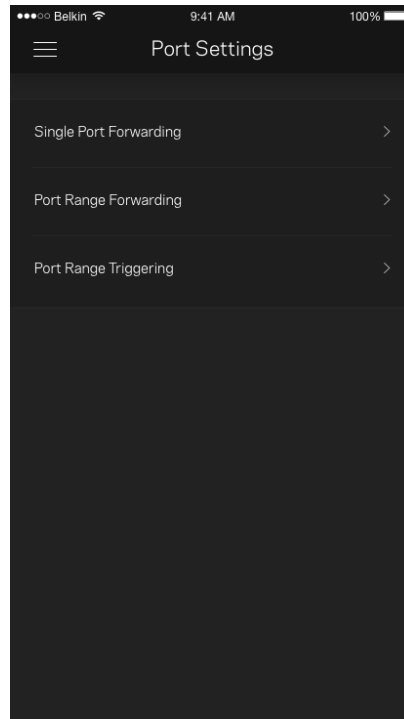 Belkin 9:41 AM 100%
Port Settings
Single Port Forwarding
Port Range Forwarding
Port Range Triggering